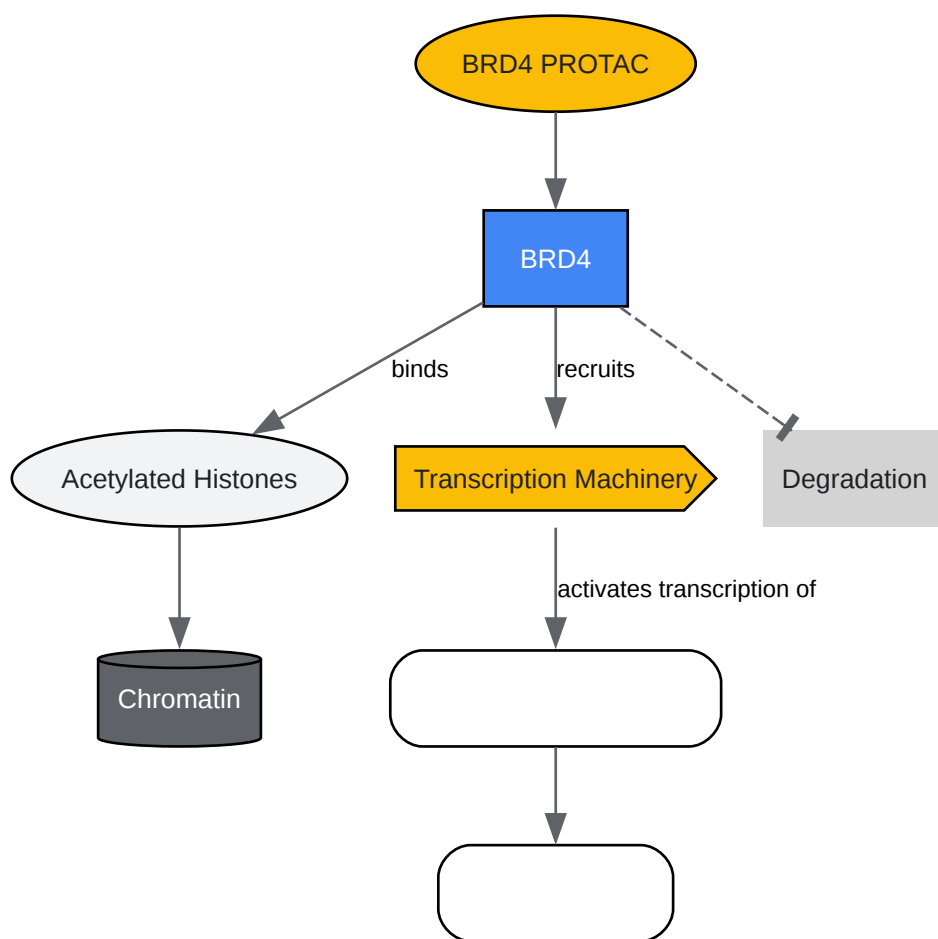 BRD4 PROTAC
BRD4
binds
recruits
Acetylated Histones
Transcription Machinery
Degradation
activates transcription of
Chromatin